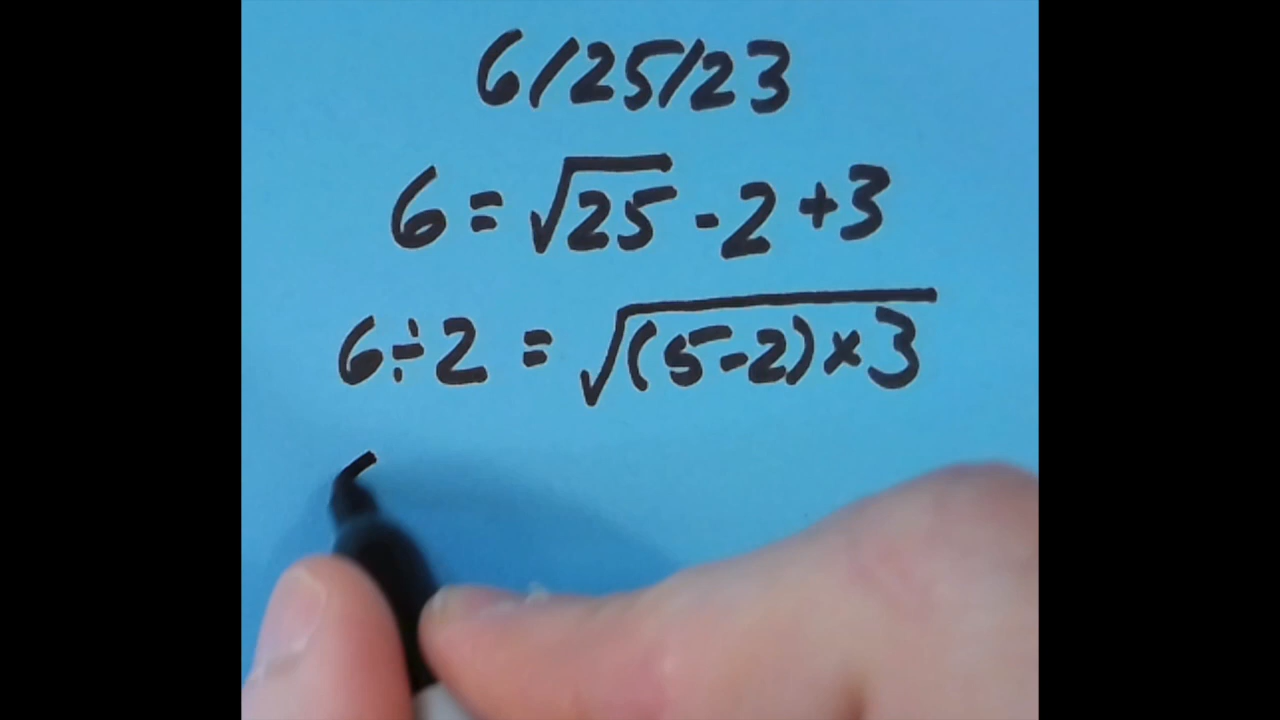 6/25/23
6 = √25 - 2 + 3
6 ÷ 2 = √(5-2) × 3